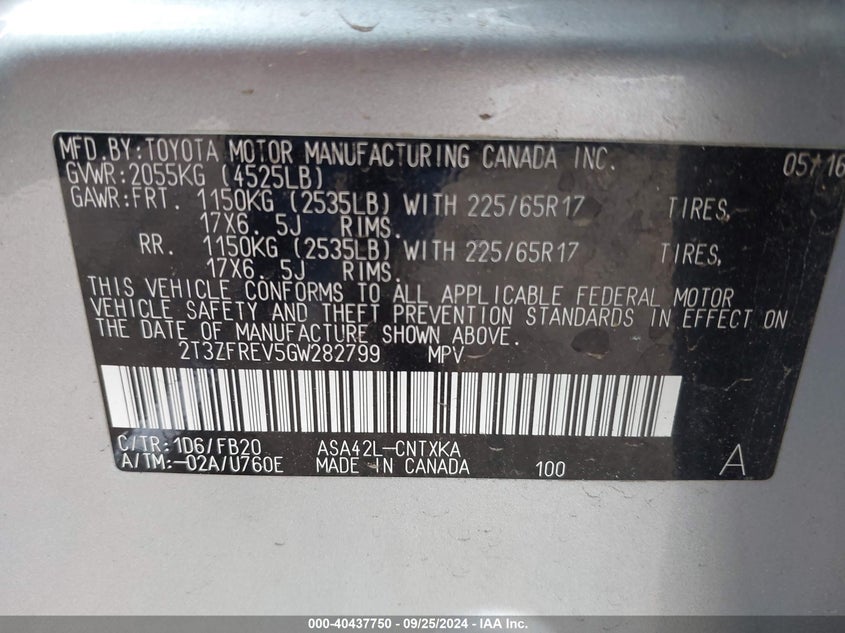 MFD.BY:TOYOTA MOTOR MANUFACTURING CANADA INC. 05/16
GVWR:2055KG (4525LB)
GAWR:FRT. 1150KG (2535LB) WITH 225/65R17 TIRES,
17X6. 5J RIMS.
RR. 1150KG (2535LB) WITH 225/65R17 TIRES,
17X6. 5J RIMS.
THIS VEHICLE CONFORMS TO ALL APPLICABLE FEDERAL MOTOR
VEHICLE SAFETY AND THEFT PREVENTION STANDARDS IN EFFECT ON
THE DATE OF MANUFACTURE SHOWN ABOVE.
2T3ZFREV5GW282799 MPV
C/TR:1D6/FB20 ASA42L-CNTXKA
A/TM:-02A/U760E MADE IN CANADA 100 A
000-40437750 - 09/25/2024 - IAA Inc.